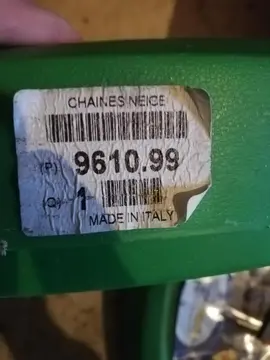 CHAINES NEIGE
(P) 9610.99
(Q) 1
MADE IN ITALY